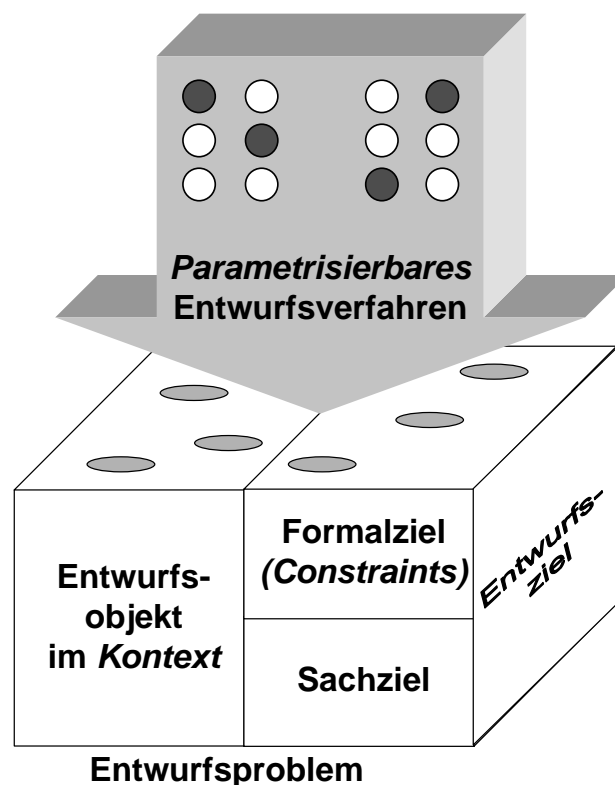 Parametrisierbares
Entwurfsverfahren
Entwurfs-
objekt
im Kontext
Formalziel
(Constraints)
Sachziel
Entwurfs-
ziel
Entwurfsproblem